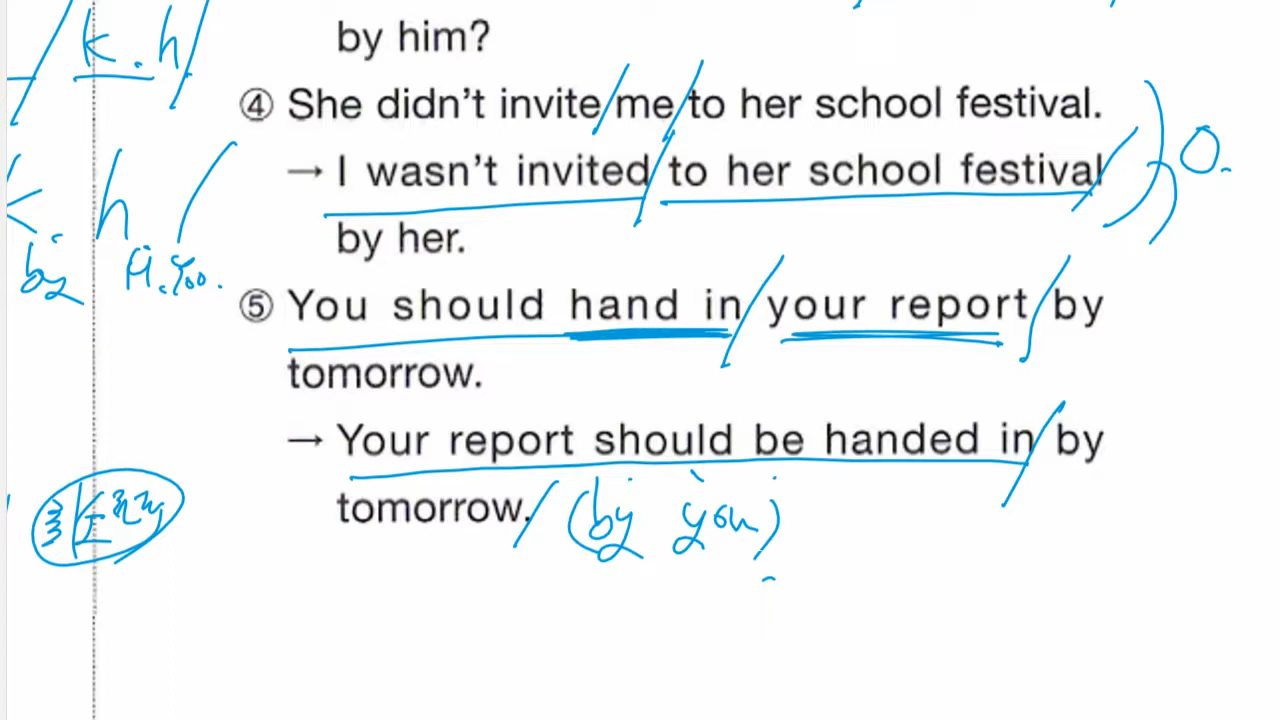 k.h
by him?
④ She didn't invite/me/to her school festival.
→ I wasn't invited/to her school festival/
O.
k h
by
by her.
⑤ You should hand in/your report/by
tomorrow.
→ Your report should be handed in/by
tomorrow./(by you)